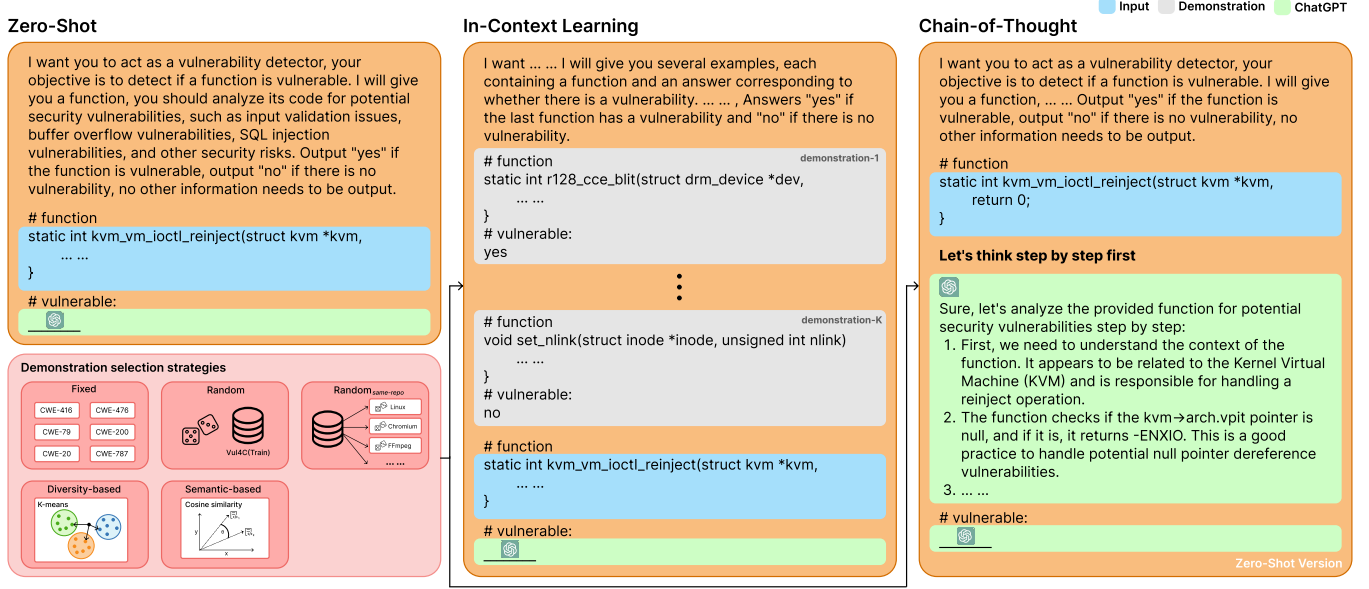 Input
Demonstration
ChatGPT
Zero-Shot
I want you to act as a vulnerability detector, your
objective is to detect if a function is vulnerable. I will give
you a function, you should analyze its code for potential
security vulnerabilities, such as input validation issues,
buffer overflow vulnerabilities, SQL injection
vulnerabilities, and other security risks. Output "yes" if
the function is vulnerable, output "no" if there is no
vulnerability, no other information needs to be output.
# function
static int kvm_vm_ioctl_reinject(struct kvm *kvm,
... ...
}
# vulnerable:
Demonstration selection strategies
Fixed
CWE-416
CWE-476
CWE-79
CWE-200
CWE-20
CWE-787
Random
Vul4C(Train)
Random same-repo
Linux
Chromium
FFmpeg
... ...
Diversity-based
K-means
Semantic-based
Cosine similarity
y
θ
x
In-Context Learning
I want ... ... I will give you several examples, each
containing a function and an answer corresponding to
whether there is a vulnerability. ... ... , Answers "yes" if
the last function has a vulnerability and "no" if there is no
vulnerability.
demonstration-1
# function
static int r128_cce_blit(struct drm_device *dev,
... ...
}
# vulnerable:
yes
demonstration-K
# function
void set_nlink(struct inode *inode, unsigned int nlink)
... ...
}
# vulnerable:
no
# function
static int kvm_vm_ioctl_reinject(struct kvm *kvm,
... ...
}
# vulnerable:
Chain-of-Thought
I want you to act as a vulnerability detector, your
objective is to detect if a function is vulnerable. I will give
you a function, ... ... Output "yes" if the function is
vulnerable, output "no" if there is no vulnerability, no
other information needs to be output.
# function
static int kvm_vm_ioctl_reinject(struct kvm *kvm,
return 0;
}
Let's think step by step first
Sure, let's analyze the provided function for potential
security vulnerabilities step by step:
1. First, we need to understand the context of the
function. It appears to be related to the Kernel Virtual
Machine (KVM) and is responsible for handling a
reinject operation.
2. The function checks if the kvm→arch.vpit pointer is
null, and if it is, it returns -ENXIO. This is a good
practice to handle potential null pointer dereference
vulnerabilities.
3. ... ...
# vulnerable:
Zero-Shot Version